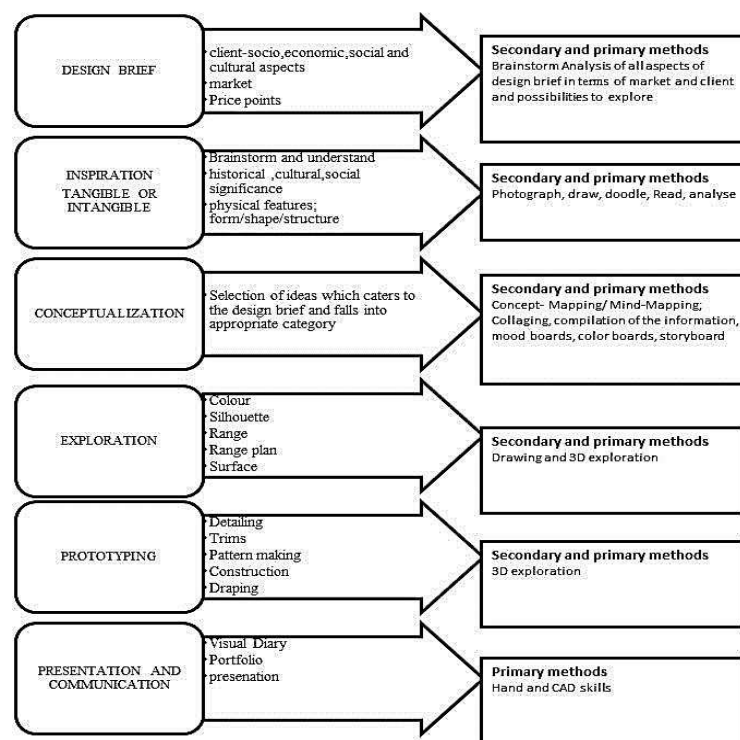 DESIGN BRIEF
client-socio,economic,social and
cultural aspects
market
Price points
Secondary and primary methods
Brainstorm Analysis of all aspects of
design brief in terms of market and client
and possibilities to explore
INSPIRATION
TANGIBLE OR
INTANGIBLE
Brainstorm and understand
historical ,cultural,social
significance
physical features;
form/shape/structure
Secondary and primary methods
Photograph, draw, doodle, Read, analyse
CONCEPTUALIZATION
Selection of ideas which caters to
the design brief and falls into
appropriate category
Secondary and primary methods
Concept- Mapping/ Mind-Mapping;
Collaging, compilation of the information,
mood boards, color boards, storyboard
EXPLORATION
Colour
Silhouette
Range
Range plan
Surface
Secondary and primary methods
Drawing and 3D exploration
PROTOTYPING
Detailing
Trims
Pattern making
Construction
Draping
Secondary and primary methods
3D exploration
PRESENTATION AND
COMMUNICATION
Visual Diary
Portfolio
presenation
Primary methods
Hand and CAD skills